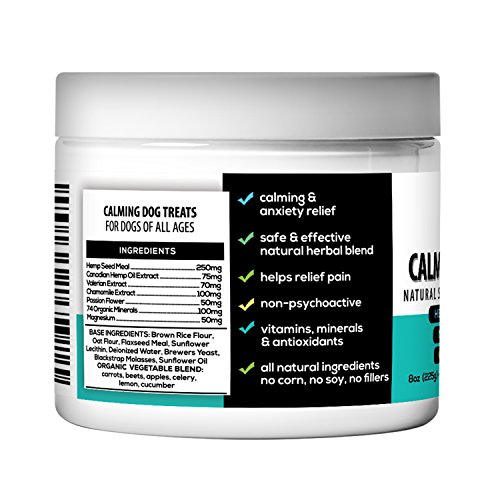 CALMING DOG TREATS
FOR DOGS OF ALL AGES
INGREDIENTS
Hemp Seed Meal 250mg
Canadian Hemp Oil Extract 75mg
Valerian Extract 70mg
Chamomile Extract 100mg
Passion Flower 50mg
74 Organic Minerals 100mg
Magnesium 50mg
BASE INGREDIENTS: Brown Rice Flour,
Oat Flour, Flaxseed Meal, Sunflower
Lecithin, Deionized Water, Brewers Yeast,
Blackstrap Molasses, Sunflower Oil
ORGANIC VEGETABLE BLEND:
carrots, beets, apples, celery,
lemon, cucumber
calming &
anxiety relief
safe & effective
natural herbal blend
helps relief pain
non-psychoactive
vitamins, minerals
& antioxidants
all natural ingredients
no corn, no soy, no fillers
CALM
NATURAL S
HE
8oz (225g